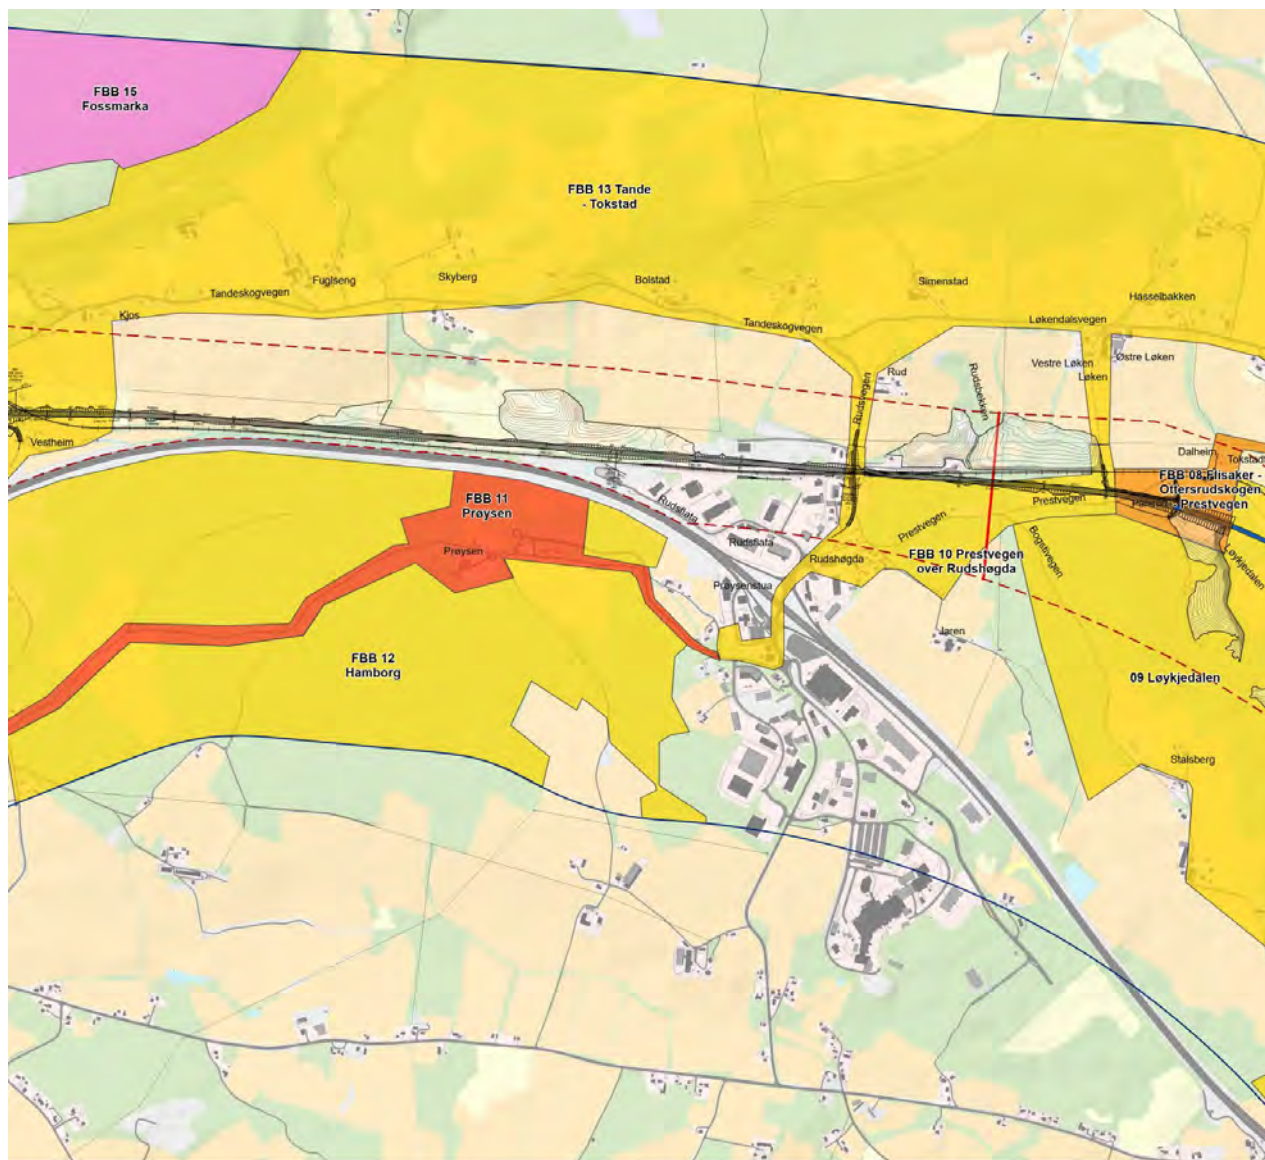 FBB 15
Fossmarka
FBB 13 Tande
- Tokstad
Fuglseng
Skyberg
Bolstad
Simenstad
Tandeskogvegen
Hasselbakken
Kjos
Tandeskogvegen
Løkendalsvegen
Vestre Løken
Østre Løken
Rud
Løken
Rudsvegen
Rudsbekken
Vestheim
Dalheim
Tokstad
FBB 08 Flisaker -
Ottersrudskogen
- Prestvegen
FBB 11
Prøysen
Rudsflata
Prestvegen
Prestvegen
Bogstivegen
Prøysen
Rudsflata
Rudshøgda
FBB 10 Prestvegen
over Rudshøgda
Løykjedalen
Prøysenstua
Jaren
FBB 12
Hamborg
09 Løykjedalen
Stalsberg